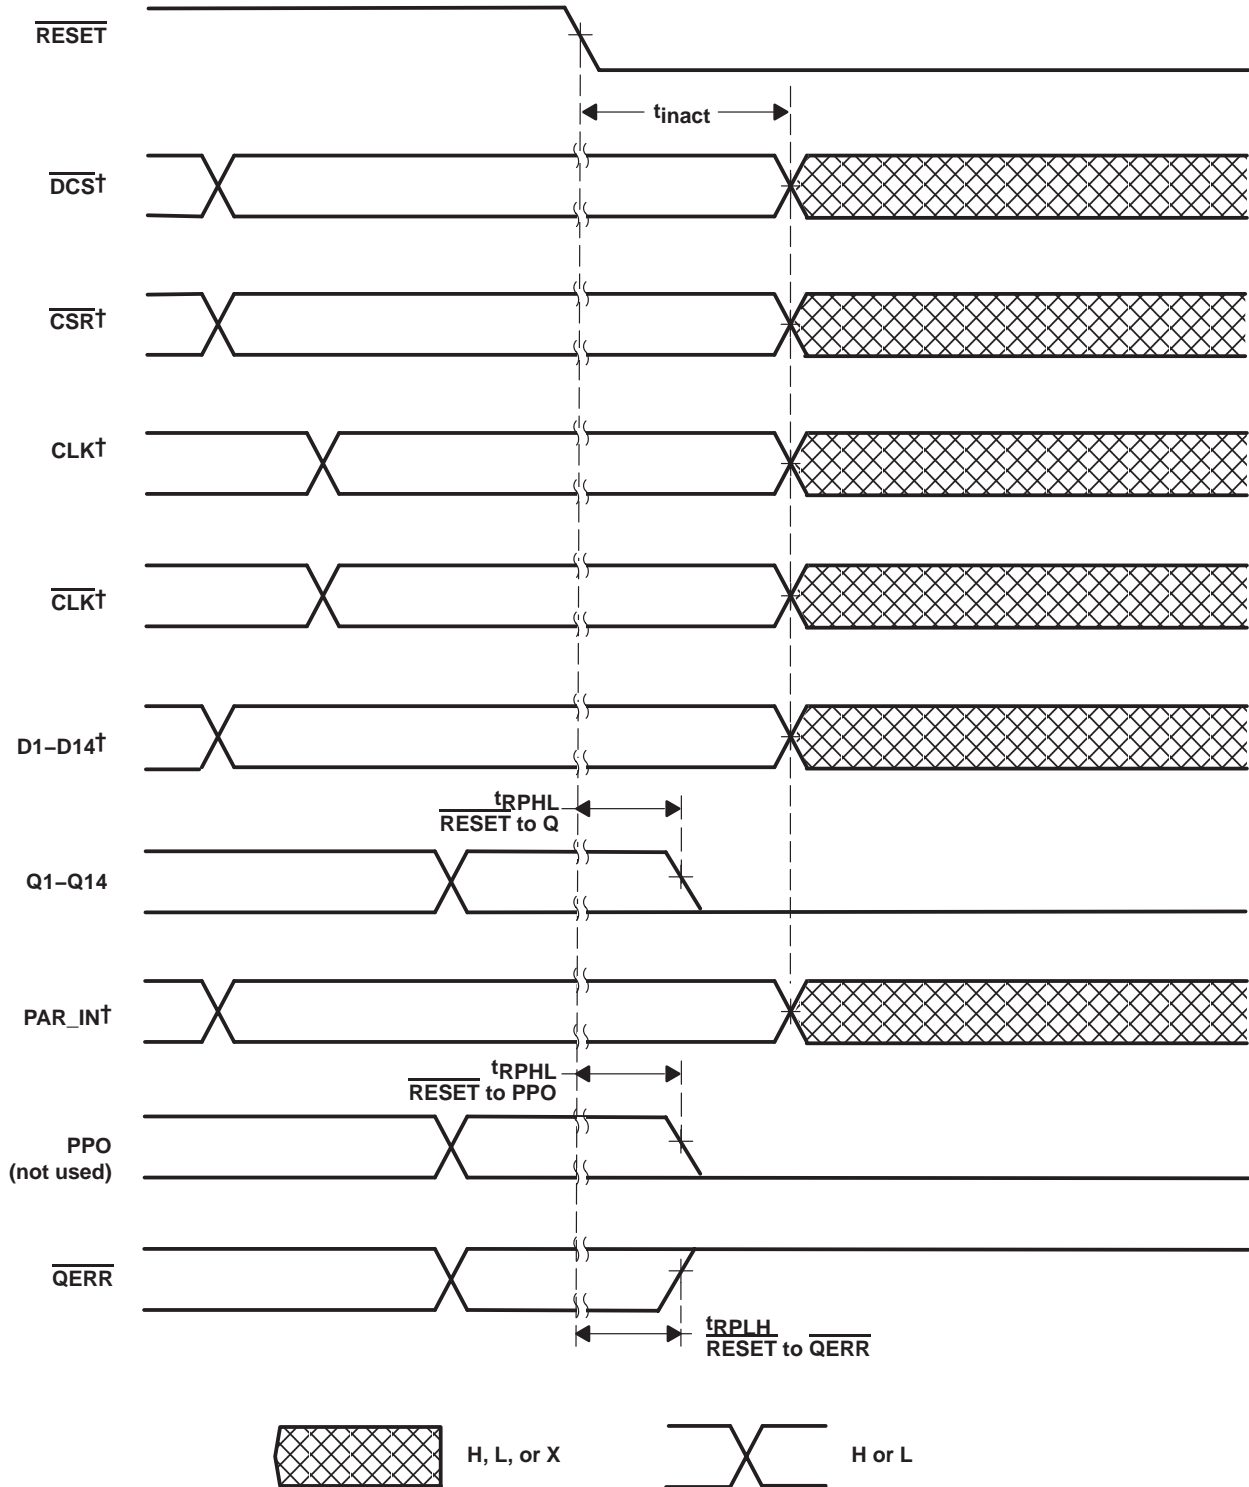 RESET
tinact
DCS†
CSR†
CLK†
CLK†
D1–D14†
tRPHL
RESET to Q
Q1–Q14
PAR_IN†
tRPHL
RESET to PPO
PPO
(not used)
QERR
tRPLH
RESET to QERR
H, L, or X
H or L